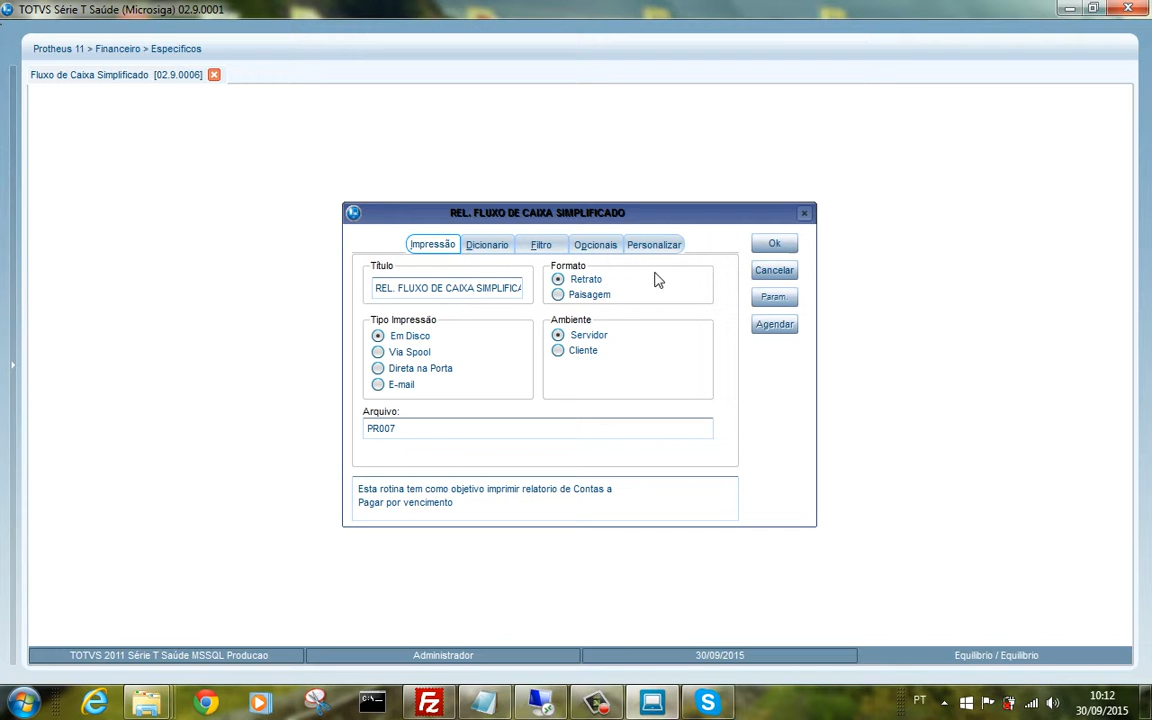 TOTVS Série T Saúde (Microsiga) 02.9.0001
Protheus 11 > Financeiro > Especificos
Fluxo de Caixa Simplificado [02.9.0006]
REL. FLUXO DE CAIXA SIMPLIFICADO
Impressão Dicionario Filtro Opcionais Personalizar
Ok
Cancelar
Param.
Agendar
Título
REL. FLUXO DE CAIXA SIMPLIFICA
Formato
Retrato
Paisagem
Tipo Impressão
Em Disco
Via Spool
Direta na Porta
E-mail
Ambiente
Servidor
Cliente
Arquivo:
PR007
Esta rotina tem como objetivo imprimir relatorio de Contas a
Pagar por vencimento
TOTVS 2011 Série T Saúde MSSQL Producao Administrador 30/09/2015 Equilibrio / Equilibrio
PT
10:12
30/09/2015